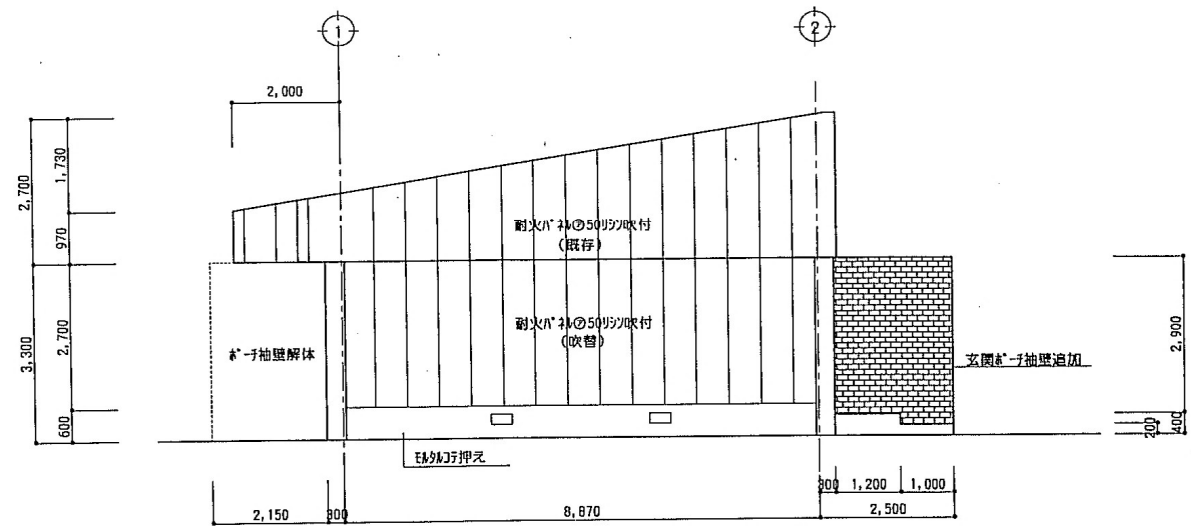 1
2
2,000
2,700
1,730
970
3,300
2,700
600
耐火パネル㋐50リシン吹付
(既存)
耐火パネル㋐50リシン吹付
(吹替)
ポーチ袖壁解体
玄関ポーチ袖壁追加
モルタルコテ押え
2,900
400
200
300
1,200
1,000
2,150
300
8,870
2,500